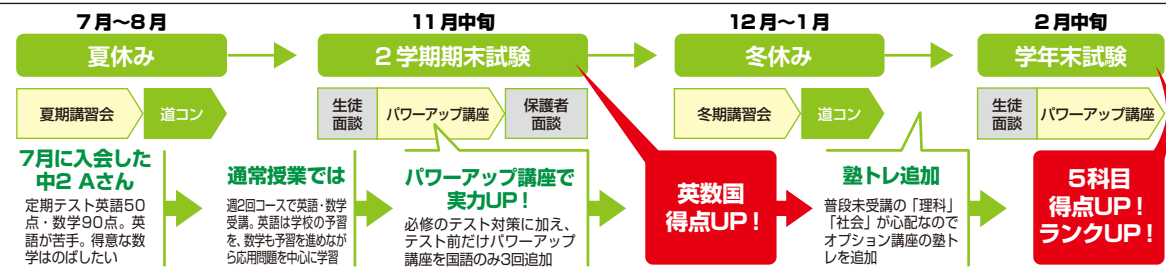 7月〜8月
11月中旬
12月〜1月
2月中旬
夏休み
2学期期末試験
冬休み
学年末試験
夏期講習会
道コン
生徒
面談
パワーアップ講座
保護者
面談
冬期講習会
道コン
生徒
面談
パワーアップ講座
7月に入会した
中2 Aさん
定期テスト英語50
点・数学90点。英
語が苦手。得意な数
学はのばしたい
通常授業では
週2回コースで英語・数学
受講。英語は学校の予習
を、数学も予習を進めなが
ら応用問題を中心に学習
パワーアップ講座で
実力UP！
必修のテスト対策に加え、
テスト前だけパワーアップ
講座を国語のみ3回追加
英数国
得点UP！
塾トレ追加
普段未受講の「理科」
「社会」が心配なので
オプション講座の塾ト
レを追加
5科目
得点UP！
ランクUP！